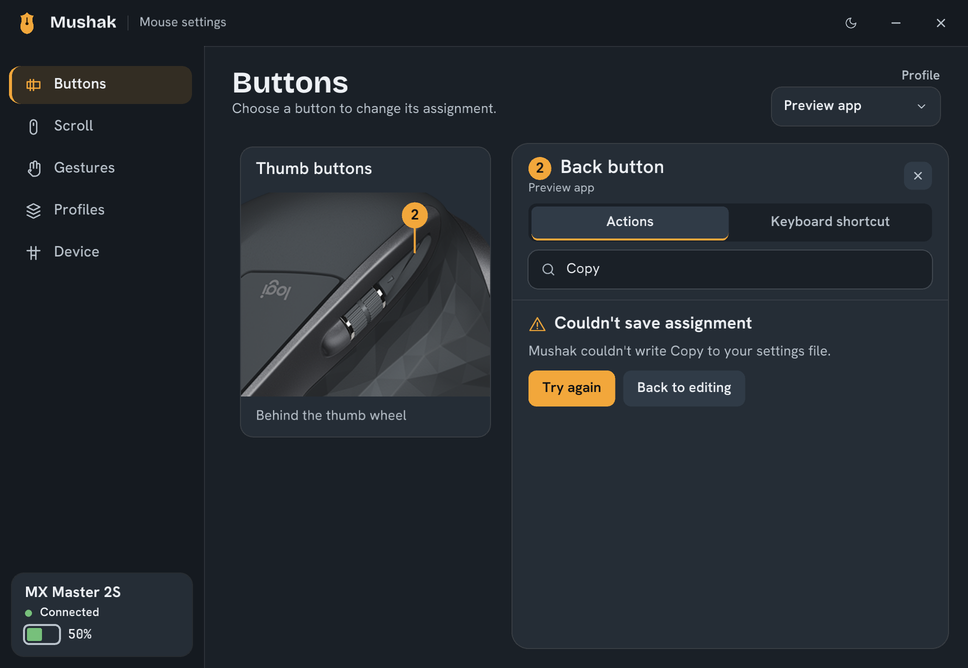 Mushak
Mouse settings
Buttons
Scroll
Gestures
Profiles
Device
MX Master 2S
Connected
50%
Buttons
Choose a button to change its assignment.
Profile
Preview app
Thumb buttons
2
logi
Behind the thumb wheel
2 Back button
Preview app
Actions
Keyboard shortcut
Copy
Couldn't save assignment
Mushak couldn't write Copy to your settings file.
Try again
Back to editing